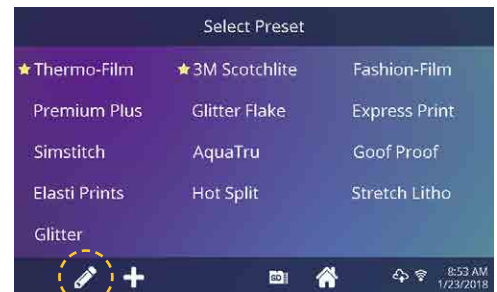 Select Preset
Thermo-Film 3M Scotchlite Fashion-Film
Premium Plus Glitter Flake Express Print
Simstitch AquaTru Goof Proof
Elasti Prints Hot Split Stretch Litho
Glitter
SD 8:53 AM
1/23/2018